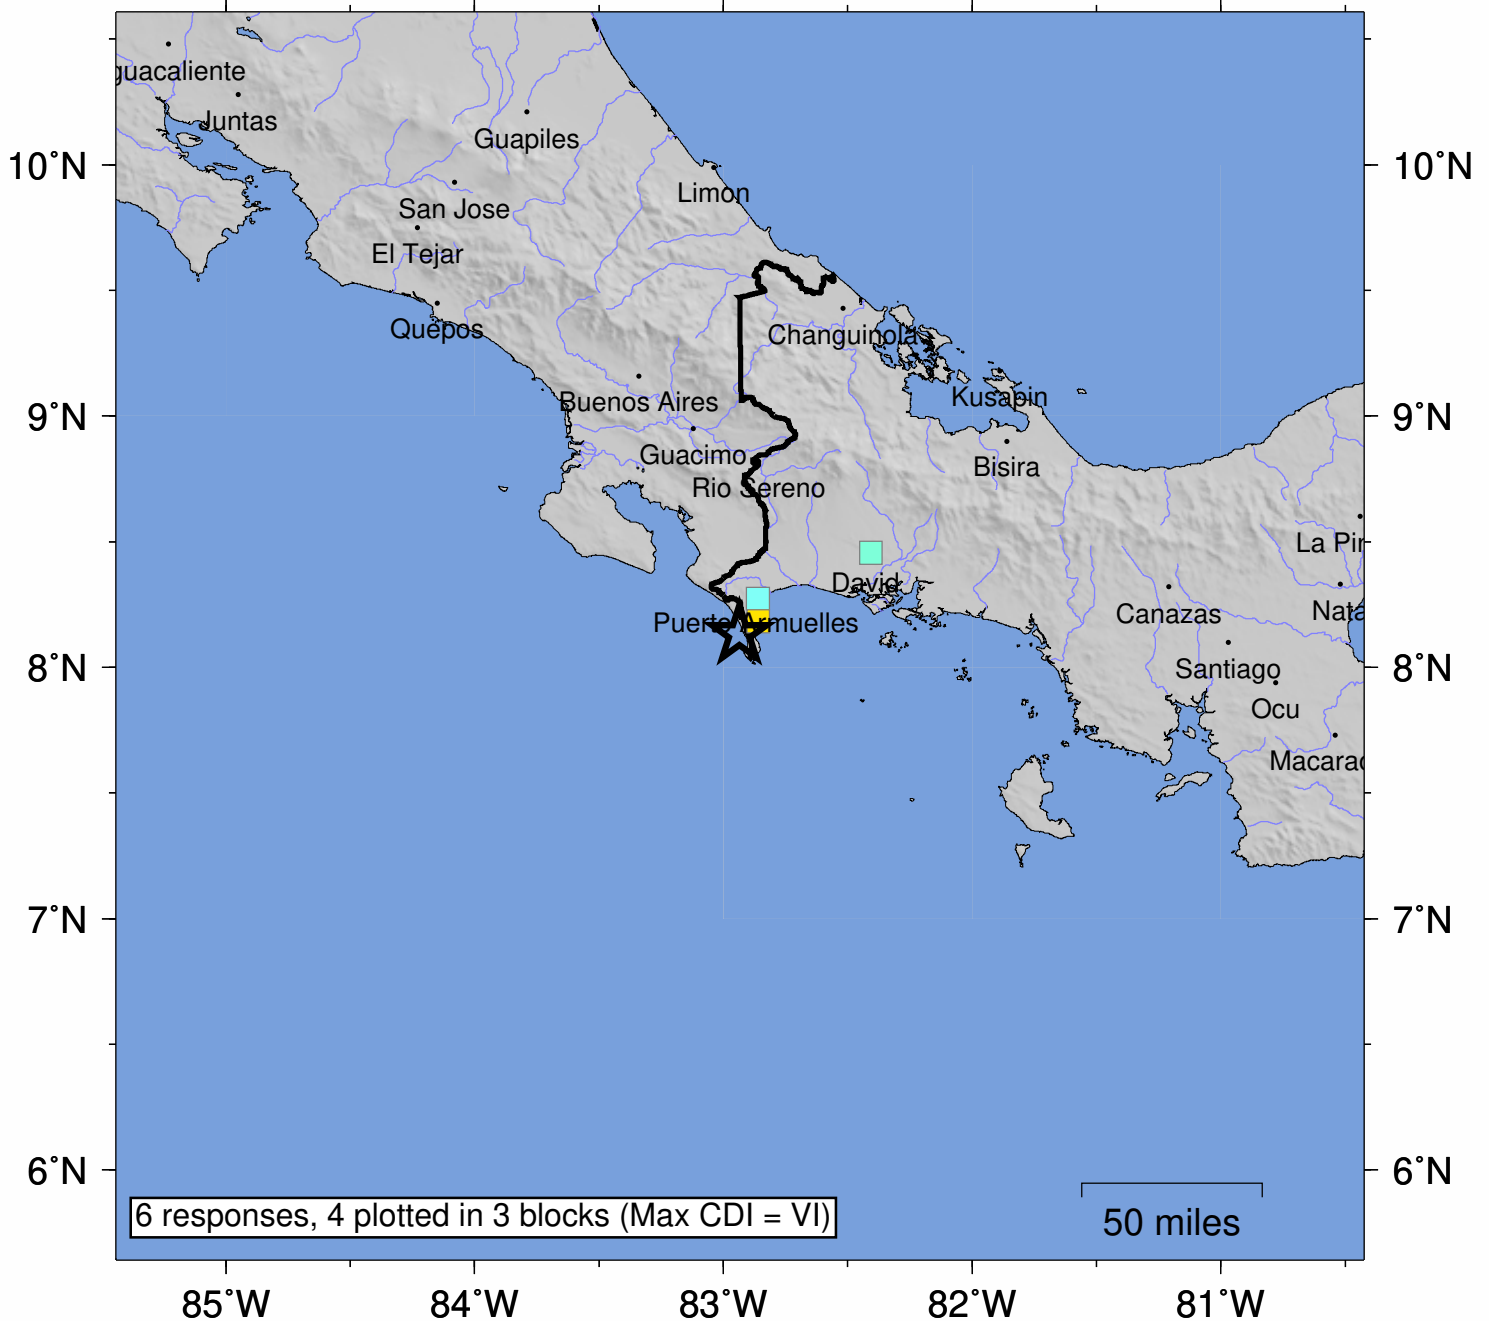 guacaliente
Juntas
Guapiles
10°N
10°N
Limon
San Jose
El Tejar
Quepos
Changuinola
Kusapin
Buenos Aires
9°N
9°N
Guacimo
Bisira
Rio Sereno
La Pin
David
Canazas
Nata
Puerto Armuelles
8°N
8°N
Santiago
Ocu
Macarac
7°N
7°N
6°N
6°N
6 responses, 4 plotted in 3 blocks (Max CDI = VI)
50 miles
85°W
84°W
83°W
82°W
81°W